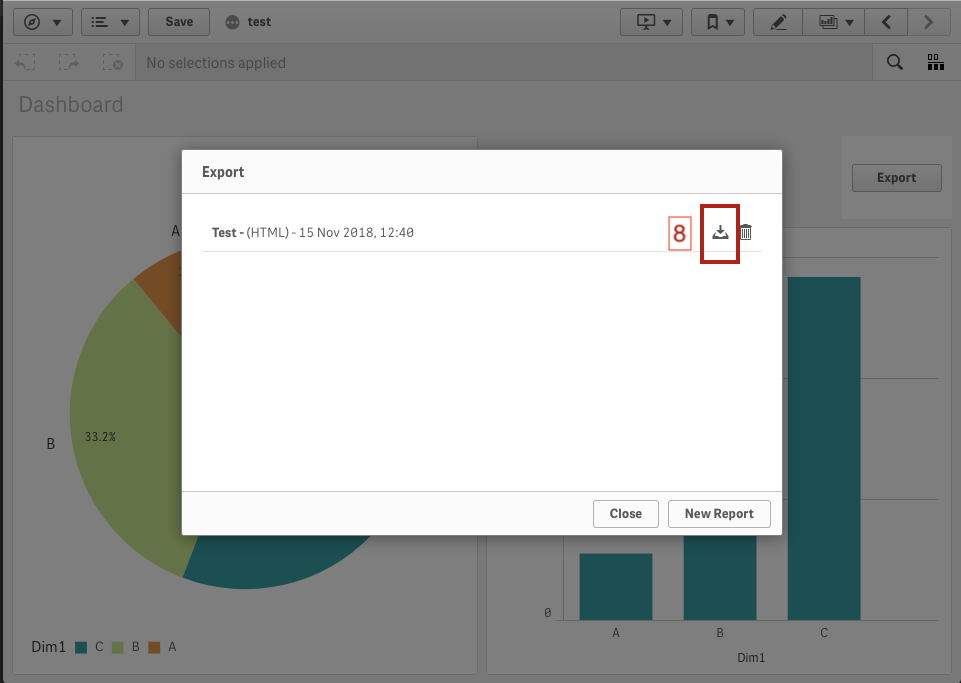 Save
test
No selections applied
Dashboard
Export
Export
Test - (HTML) - 15 Nov 2018, 12:40
8
A
B
33.2%
Close
New Report
0
A
B
C
Dim1
Dim1
C
B
A